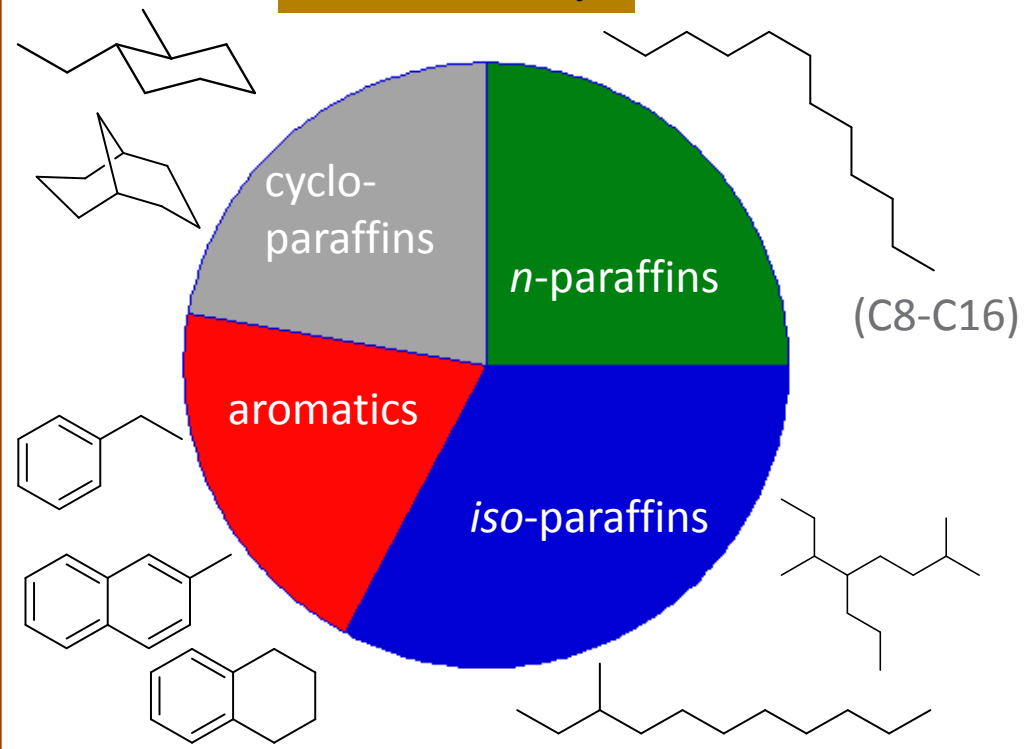 cyclo-
paraffins
n-paraffins
(C8-C16)
aromatics
iso-paraffins